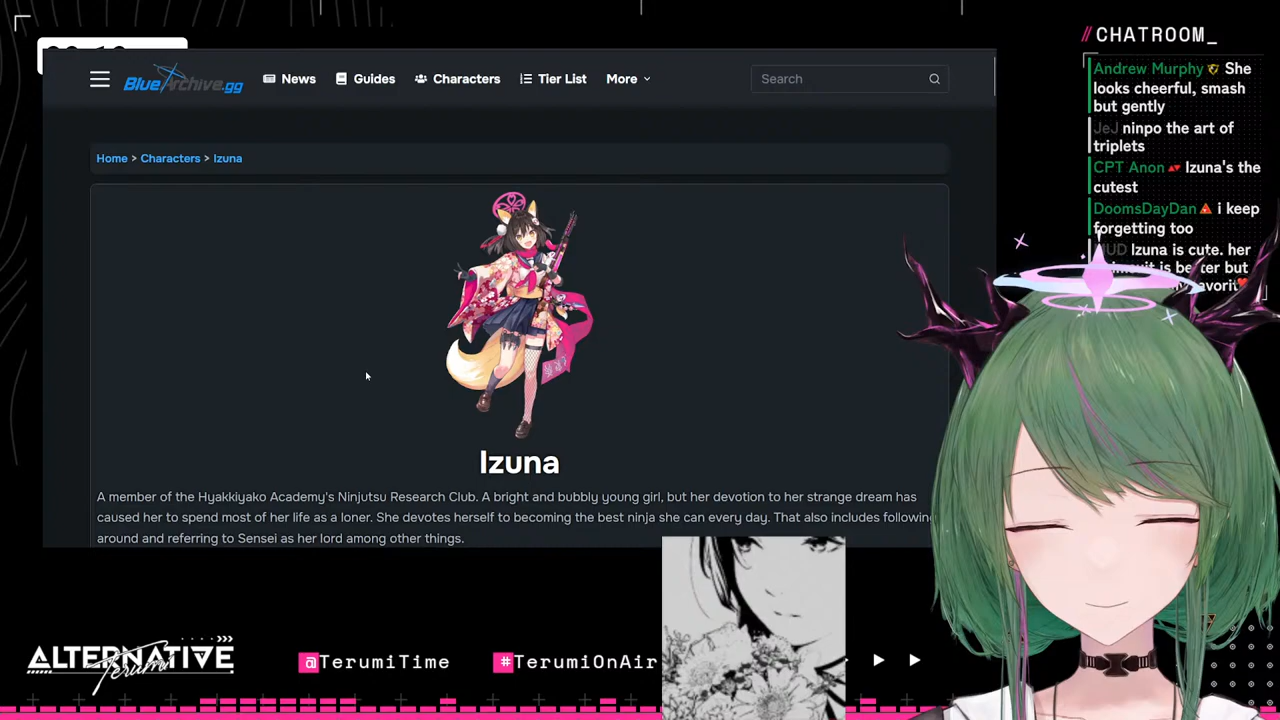 //CHATROOM_
BlueArchive.gg
News
Guides
Characters
Tier List
More
Search
Home > Characters > Izuna
Izuna
A member of the Hyakkiyako Academy's Ninjutsu Research Club. A bright and bubbly young girl, but her devotion to her strange dream has
caused her to spend most of her life as a loner. She devotes herself to becoming the best ninja she can every day. That also includes followin
around and referring to Sensei as her lord among other things.
Andrew Murphy She
looks cheerful, smash
but gently
JeJ ninpo the art of
triplets
CPT Anon Izuna's the
cutest
DoomsDayDan i keep
forgetting too
Izuna is cute. her
is better but
ALTERNATIVE
Terumi
@TerumiTime
#TerumiOnAir